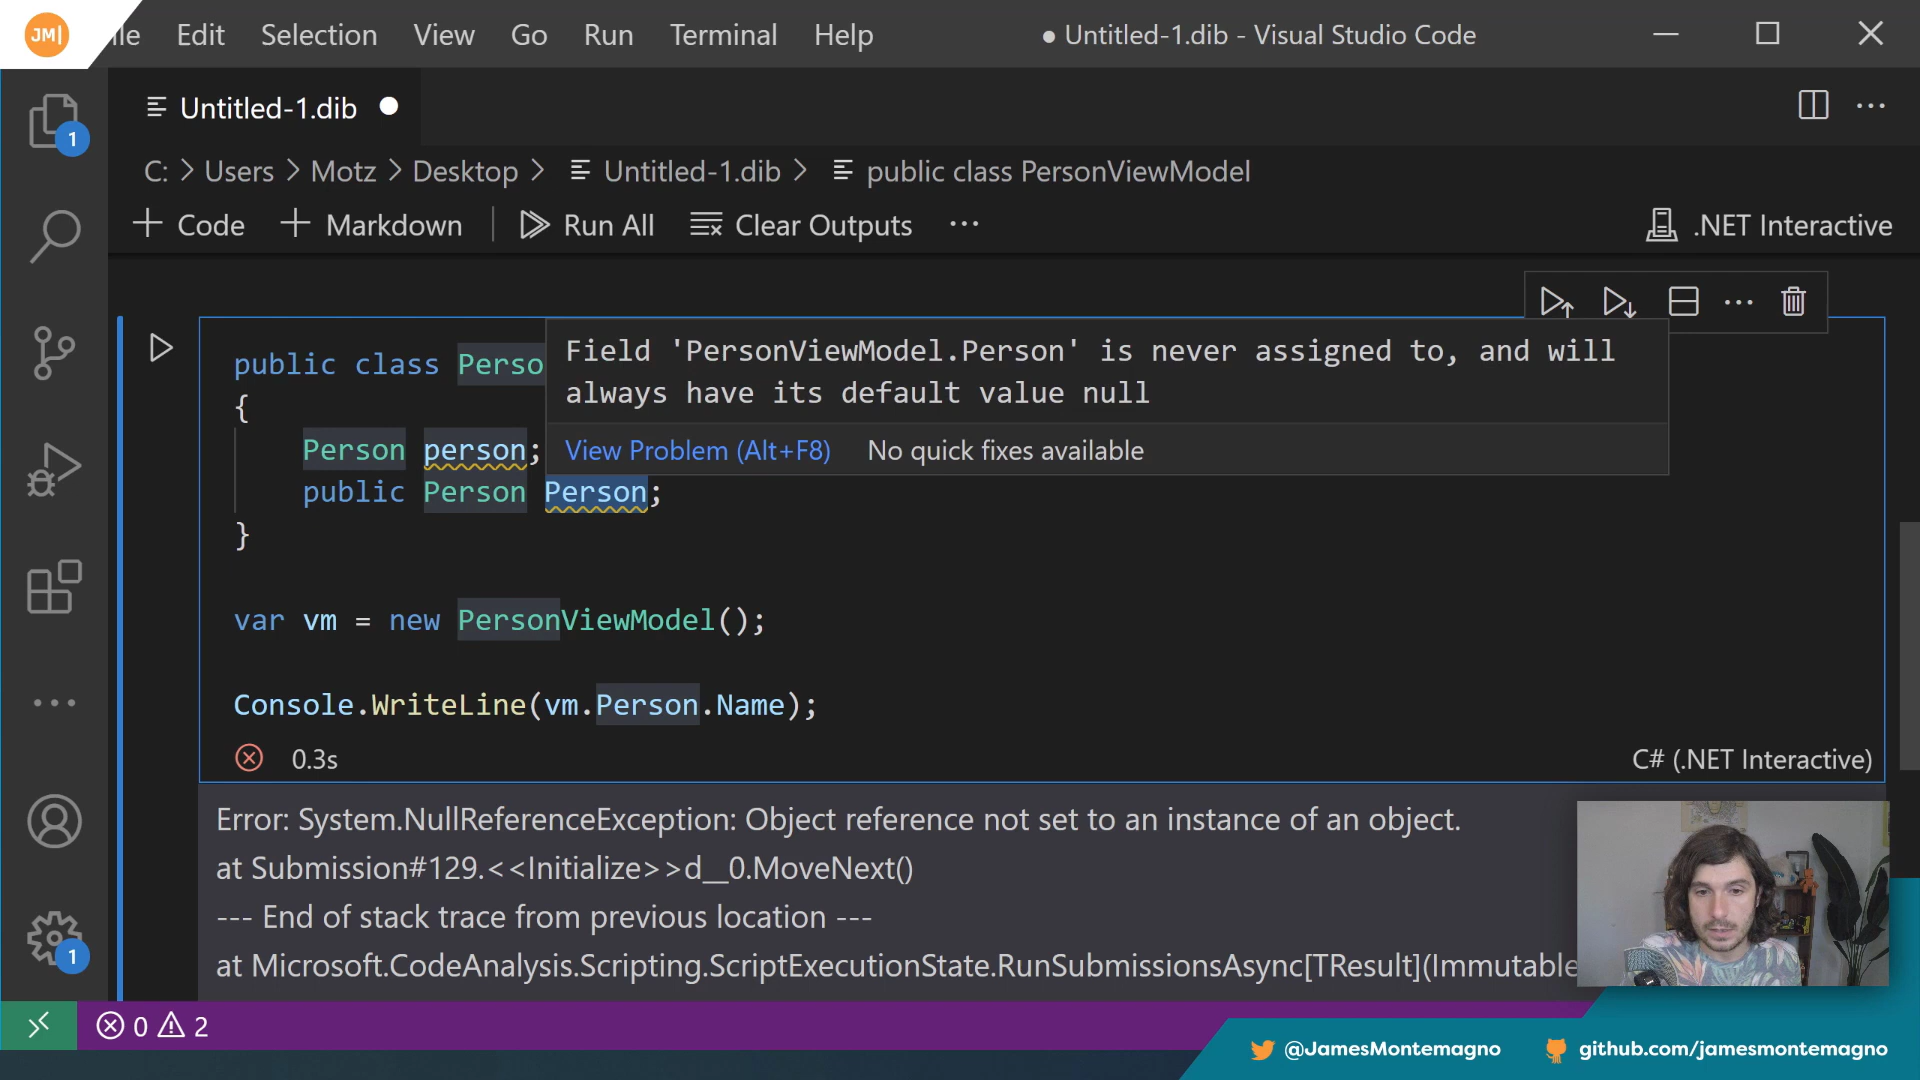 JM|
le Edit Selection View Go Run Terminal Help
● Untitled-1.dib - Visual Studio Code
Untitled-1.dib ●
C: > Users > Motz > Desktop > Untitled-1.dib > public class PersonViewModel
+ Code + Markdown Run All Clear Outputs ...
.NET Interactive
public class Perso
Field 'PersonViewModel.Person' is never assigned to, and will
always have its default value null
{
Person person;
View Problem (Alt+F8) No quick fixes available
public Person Person;
}
var vm = new PersonViewModel();
Console.WriteLine(vm.Person.Name);
0.3s
C# (.NET Interactive)
Error: System.NullReferenceException: Object reference not set to an instance of an object.
at Submission#129.<<Initialize>>d__0.MoveNext()
--- End of stack trace from previous location ---
at Microsoft.CodeAnalysis.Scripting.ScriptExecutionState.RunSubmissionsAsync[TResult](Immutable
1
1
0 2
@JamesMontemagno
github.com/jamesmontemagno